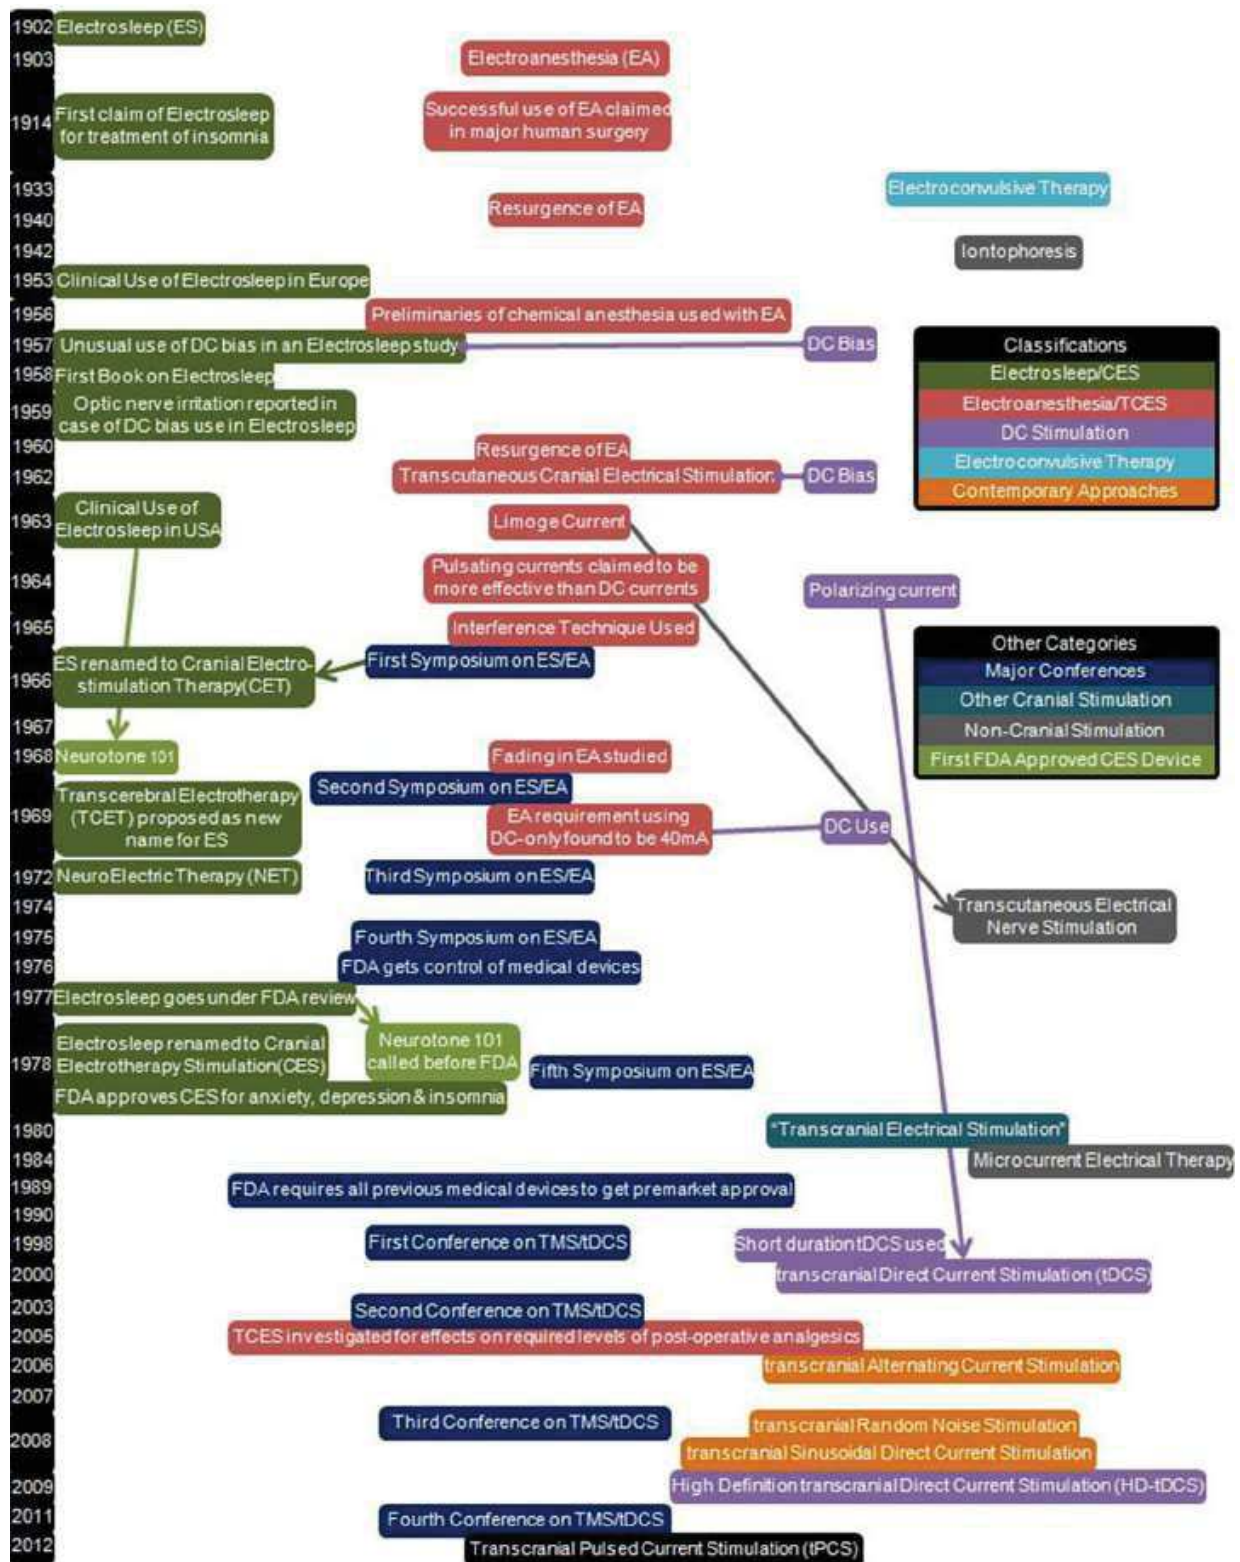 1902
Electrosleep (ES)
1903
Electroanesthesia (EA)
1914
First claim of Electrosleep
for treatment of insomnia
Successful use of EA claimed
in major human surgery
1933
Electroconvulsive Therapy
1940
Resurgence of EA
1942
Iontophoresis
1953
Clinical Use of Electrosleep in Europe
1956
Preliminaries of chemical anesthesia used with EA
1957
Unusual use of DC bias in an Electrosleep study
DC Bias
1958
First Book on Electrosleep
1959
Optic nerve irritation reported in
case of DC bias use in Electrosleep
1960
Resurgence of EA
1962
Transcutaneous Cranial Electrical Stimulation
DC Bias
Classifications
Electrosleep/CES
Electroanesthesia/TCES
DC Stimulation
Electroconvulsive Therapy
Contemporary Approaches
1963
Clinical Use of
Electrosleep in USA
Limoge Current
1964
Pulsating currents claimed to be
more effective than DC currents
Polarizing current
1965
Interference Technique Used
1966
ES renamed to Cranial Electro-
stimulation Therapy(CET)
First Symposium on ES/EA
Other Categories
Major Conferences
Other Cranial Stimulation
Non-Cranial Stimulation
First FDA Approved CES Device
1967
1968
Neurotone 101
Fading in EA studied
1969
Second Symposium on ES/EA
Transcerebral Electrotherapy
(TCET) proposed as new
name for ES
EA requirement using
DC-only found to be 40mA
DC Use
1972
NeuroElectric Therapy (NET)
Third Symposium on ES/EA
1974
Transcutaneous Electrical
Nerve Stimulation
1975
Fourth Symposium on ES/EA
1976
FDA gets control of medical devices
1977
Electrosleep goes under FDA review
1978
Electrosleep renamed to Cranial
Electrotherapy Stimulation(CES)
Neurotone 101
called before FDA
Fifth Symposium on ES/EA
FDA approves CES for anxiety, depression & insomnia
1980
"Transcranial Electrical Stimulation"
1984
Microcurrent Electrical Therapy
1989
FDA requires all previous medical devices to get premarket approval
1990
1998
First Conference on TMS/tDCS
Short duration tDCS used
2000
transcranial Direct Current Stimulation (tDCS)
2003
Second Conference on TMS/tDCS
2005
TCES investigated for effects on required levels of post-operative analgesics
2006
transcranial Alternating Current Stimulation
2007
2008
Third Conference on TMS/tDCS
transcranial Random Noise Stimulation
transcranial Sinusoidal Direct Current Stimulation
2009
High Definition transcranial Direct Current Stimulation (HD-tDCS)
2011
Fourth Conference on TMS/tDCS
2012
Transcranial Pulsed Current Stimulation (tPCS)